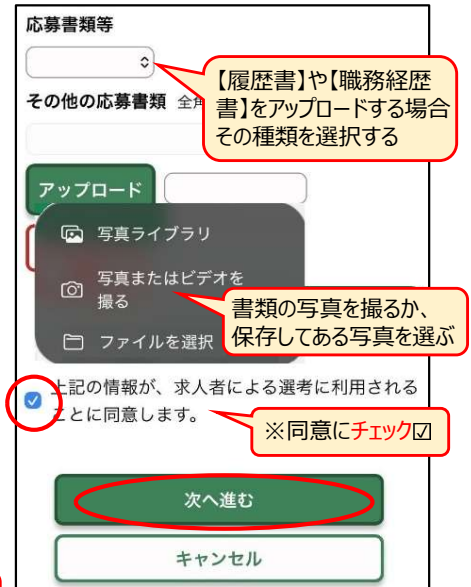 応募書類等
【履歴書】や【職務経歴
書】をアップロードする場合
その種類を選択する
その他の応募書類 全角
アップロード
写真ライブラリ
写真またはビデオを
撮る
ファイルを選択
書類の写真を撮るか、
保存してある写真を選ぶ
上記の情報が、求人者による選考に利用される
ことに同意します。
※同意にチェック☑
次へ進む
キャンセル